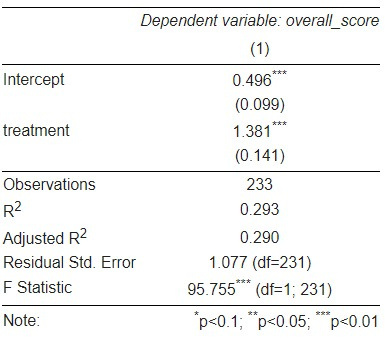 Dependent variable: overall_score
(1)
Intercept 0.496***
(0.099)
treatment 1.381***
(0.141)
Observations 233
R2 0.293
Adjusted R2 0.290
Residual Std. Error 1.077 (df=231)
F Statistic 95.755*** (df=1; 231)
Note: *p<0.1; **p<0.05; ***p<0.01